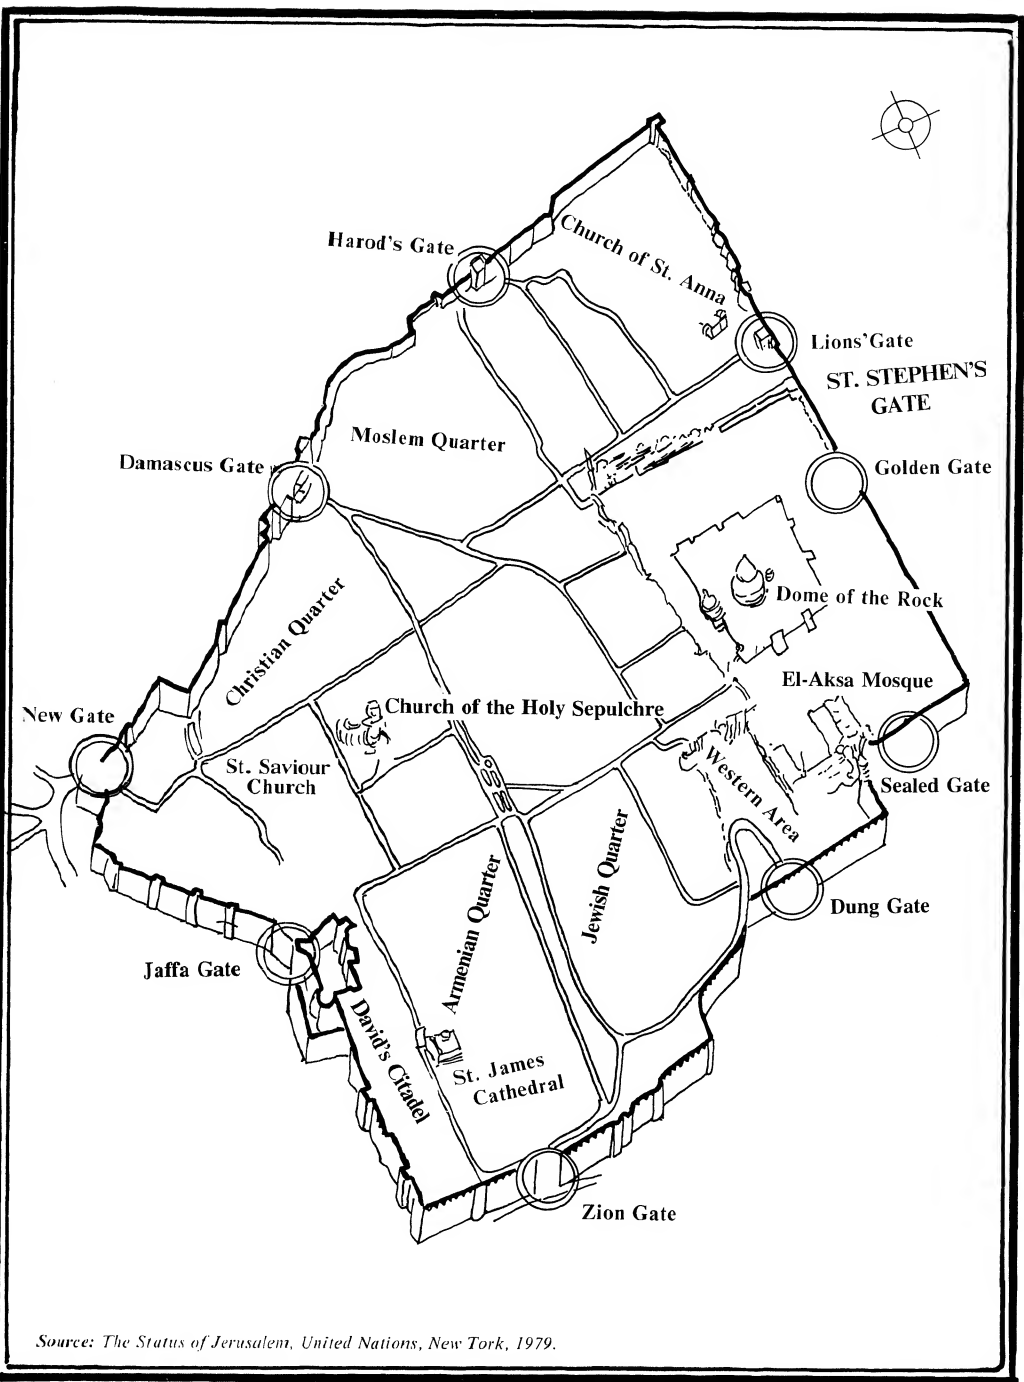 Church of St. Anna
Harod's Gate
Lions'Gate
ST. STEPHEN'S
GATE
Moslem Quarter
Damascus Gate
Golden Gate
Christian Quarter
Dome of the Rock
El-Aksa Mosque
New Gate
Church of the Holy Sepulchre
St. Saviour
Church
Western Area
Sealed Gate
Armenian Quarter
Jewish Quarter
Dung Gate
Jaffa Gate
David's Citadel
St. James
Cathedral
Zion Gate
Source: The Status of Jerusalem, United Nations, New York, 1979.